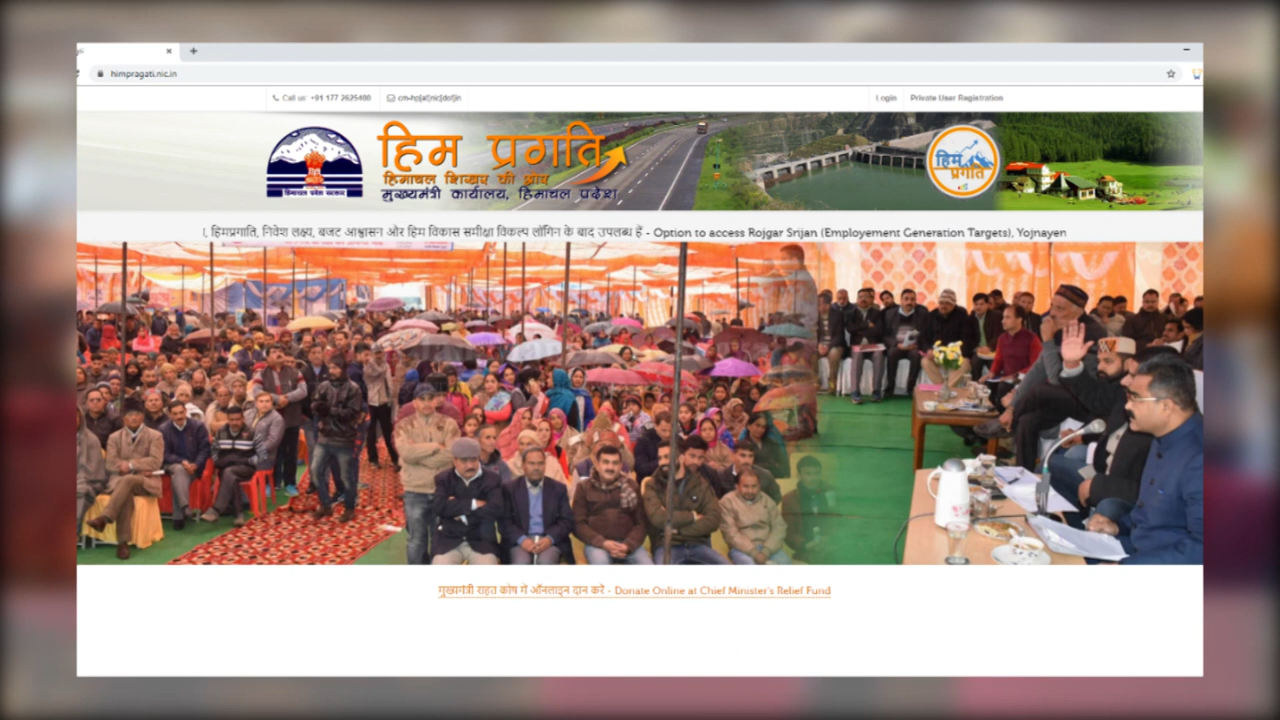 himpragati.nic.in
Call us: +91 177 2625400
cm-hp[at]nic[dot]in
Login
Private User Registration
हिम प्रगति
हिमाचल शिखर की ओर
मुख्यमंत्री कार्यालय, हिमाचल प्रदेश
हिमाचल प्रदेश सरकार
हिम
प्रगति
हिमप्रगति, निवेश लक्ष्य, बजट आश्वासन और हिम विकास समीक्षा विकल्प लॉगिन के बाद उपलब्ध हैं - Option to access Rojgar Srijan (Employement Generation Targets), Yojnayen
मुख्यमंत्री राहत कोष में ऑनलाइन दान करें - Donate Online at Chief Minister's Relief Fund